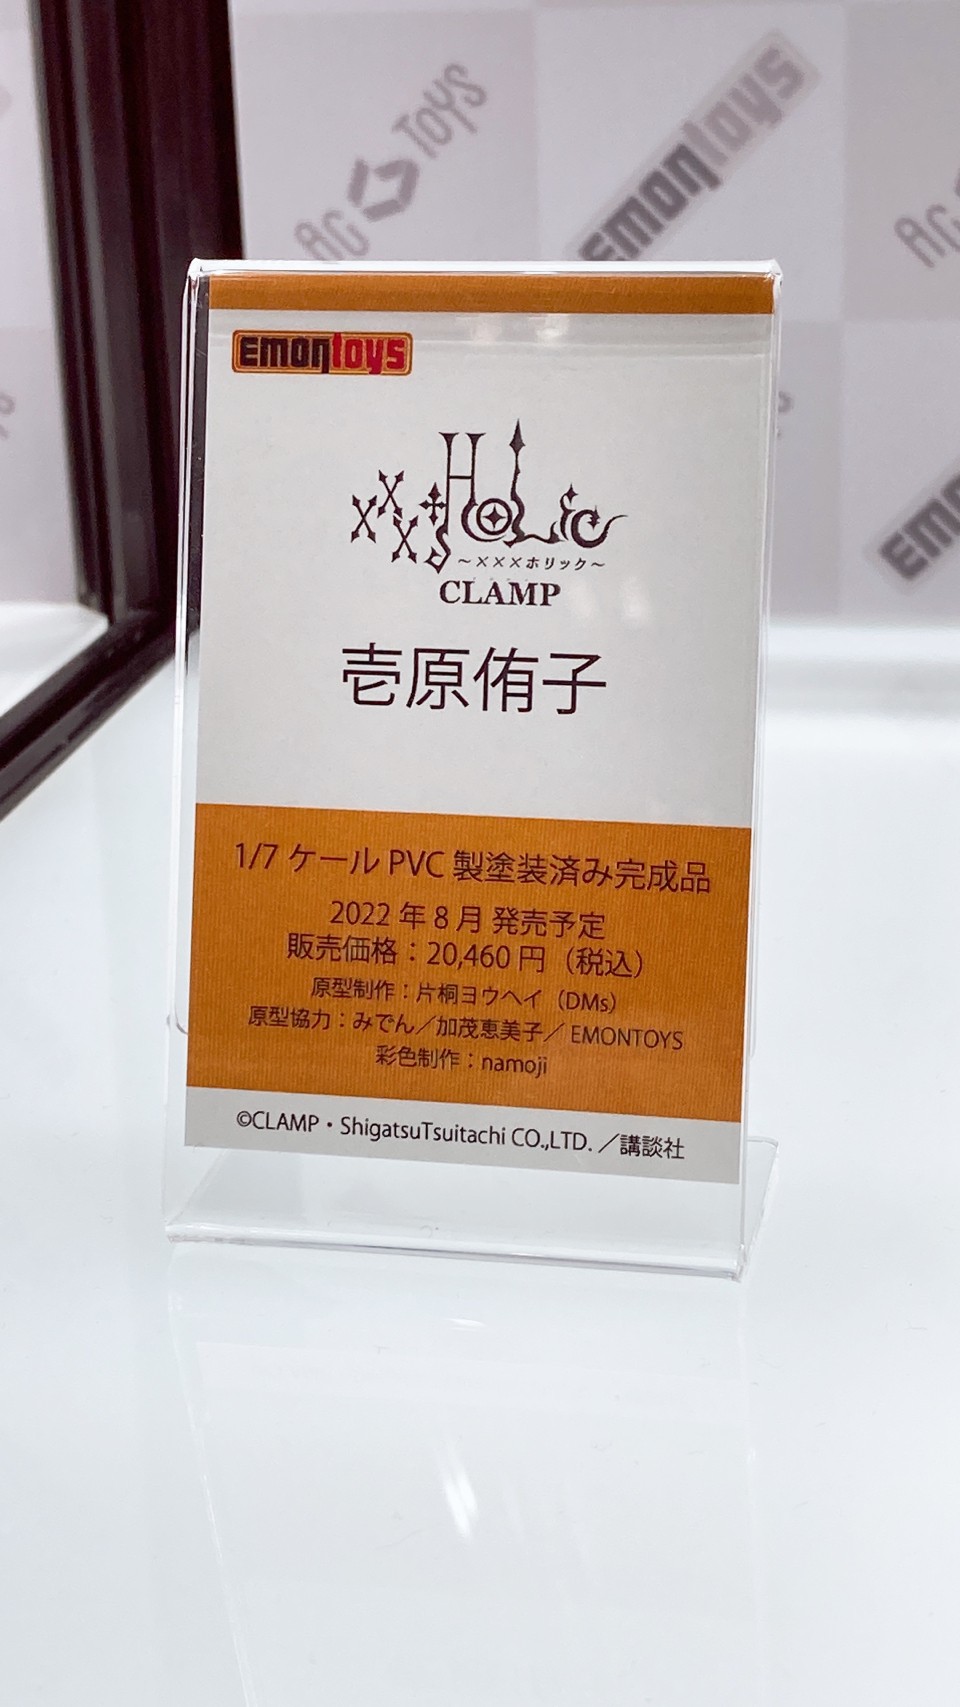 AC TOYS
EMONtoys
EMONtoys
×××HOLiC
～×××ホリック～
CLAMP
壱原侑子
1/7 ケール PVC 製塗装済み完成品
2022 年 8 月 発売予定
販売価格：20,460 円（税込）
原型制作：片桐ヨウヘイ（DMs）
原型協力：みでん／加茂恵美子／ EMONTOYS
彩色制作：namoji
©CLAMP・ShigatsuTsuitachi CO.,LTD. ／講談社